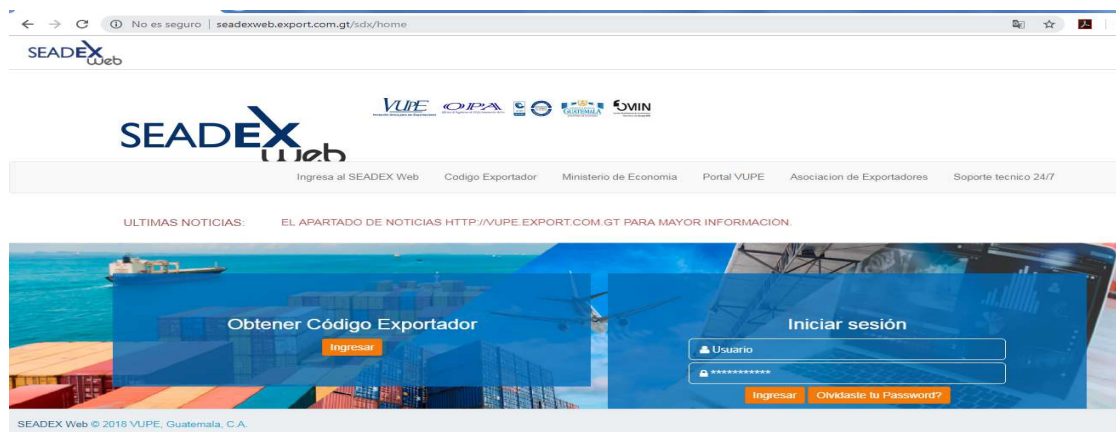 No es seguro | seadexweb.export.com.gt/sdx/home
SEADEX
web
VUPE OPA GUATEMALA OVIN
SEADEX
web
Ingresa al SEADEX Web Codigo Exportador Ministerio de Economia Portal VUPE Asociacion de Exportadores Soporte tecnico 24/7
ULTIMAS NOTICIAS: EL APARTADO DE NOTICIAS HTTP://VUPE.EXPORT.COM.GT PARA MAYOR INFORMACIÓN.
Obtener Código Exportador
Ingresar
Iniciar sesión
Usuario
***********
Ingresar Olvidaste tu Password?
SEADEX Web © 2018 VUPE, Guatemala, C.A.